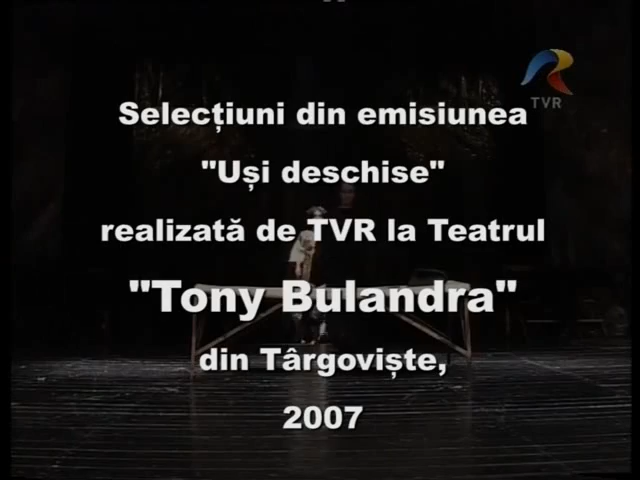 TVR
Selecțiuni din emisiunea
"Uși deschise"
realizată de TVR la Teatrul
"Tony Bulandra"
din Târgoviște,
2007